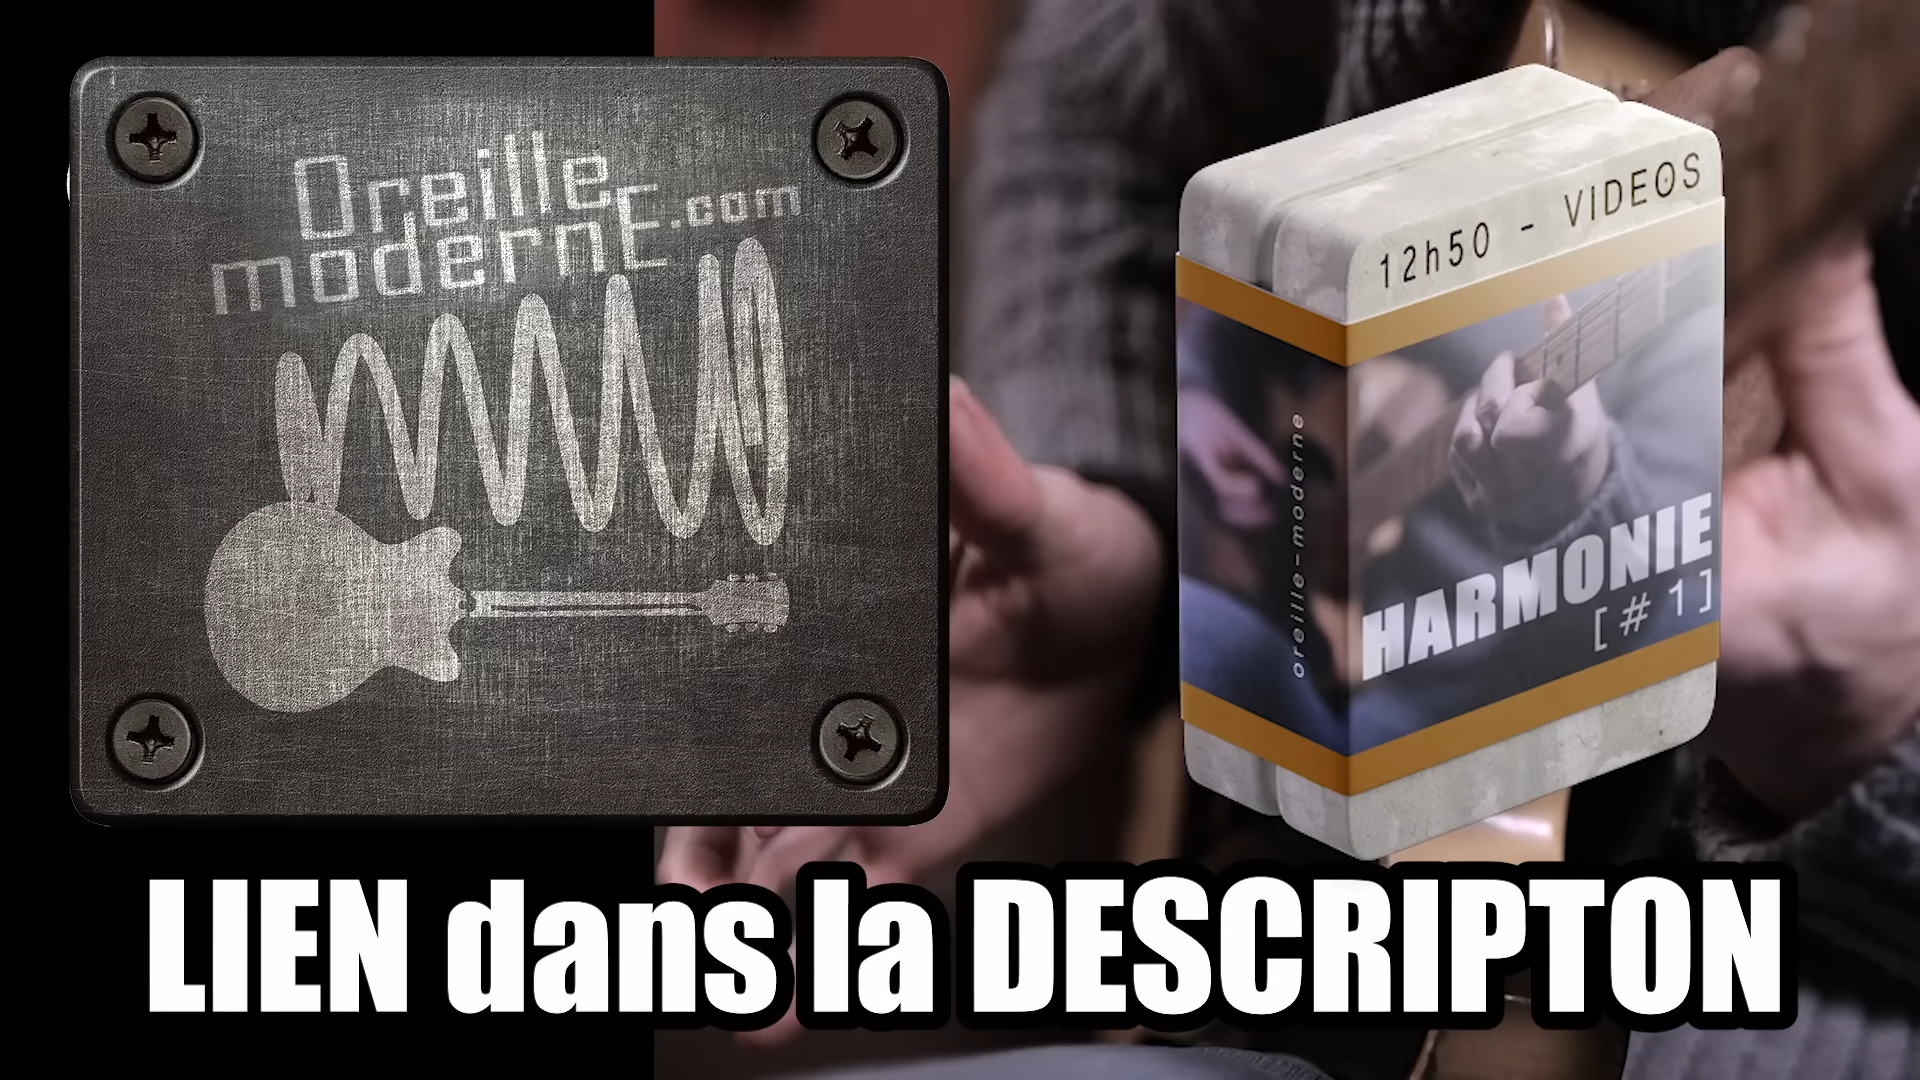 Oreille
modernE.com
12h50 - VIDEOS
oreille-moderne
HARMONIE
[#1]
LIEN dans la DESCRIPTON